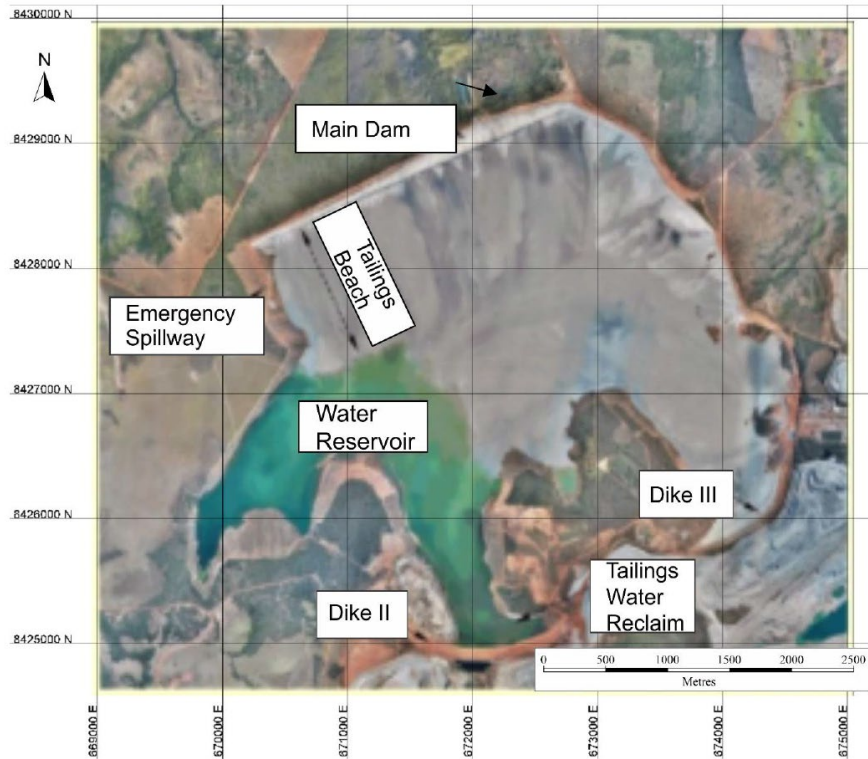 8430000 N
N
Main Dam
8429000 N
Tailings
Beach
8428000 N
Emergency
Spillway
8427000 N
Water
Reservoir
Dike III
8426000 N
Tailings
Water
Reclaim
Dike II
8425000 N
0 500 1000 1500 2000 2500
Metres
669000 E
670000 E
671000 E
672000 E
673000 E
674000 E
675000 E